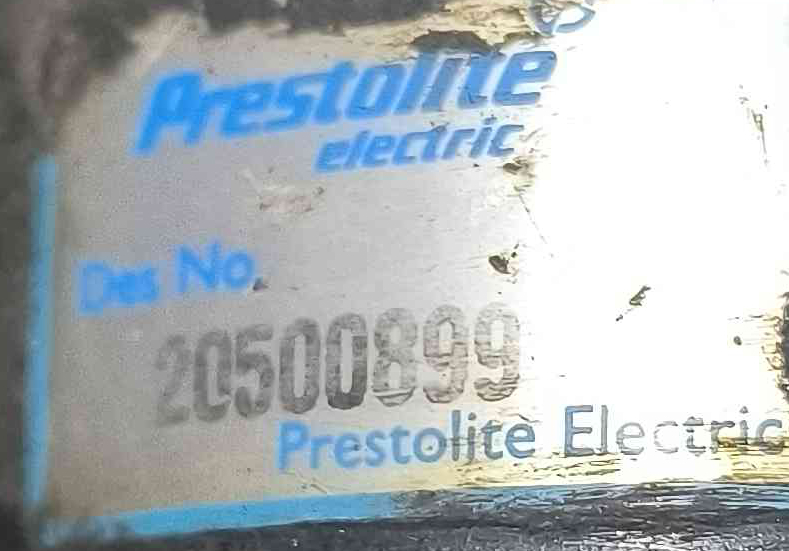 Prestolite
electric
Des No.
20500899
Prestolite Electric